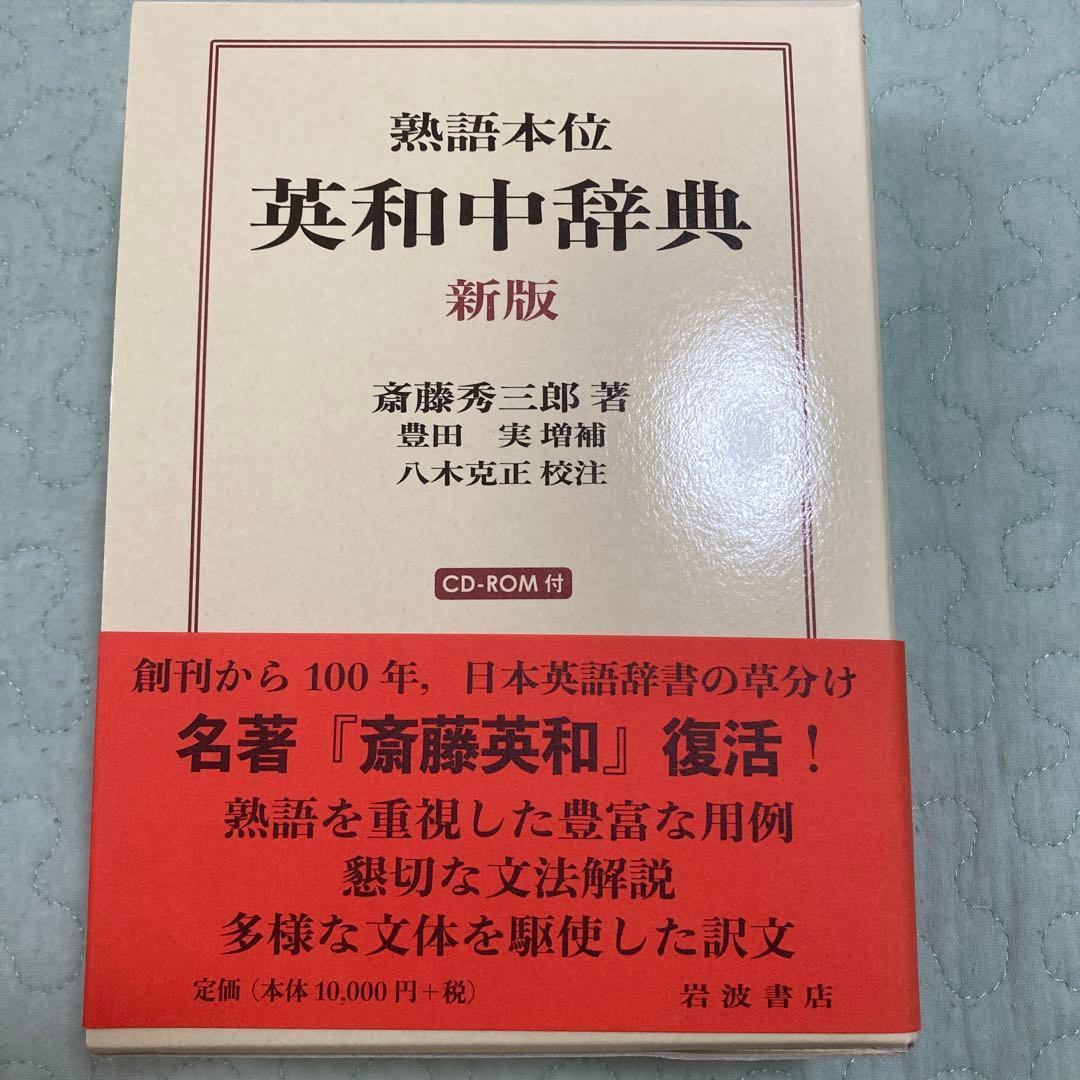 熟語本位
英和中辞典
新版
斎藤秀三郎 著
豊田　実 増補
八木克正 校注
CD-ROM 付
創刊から 100 年，日本英語辞書の草分け
名著『斎藤英和』復活！
熟語を重視した豊富な用例
懇切な文法解説
多様な文体を駆使した訳文
定価（本体 10,000 円＋税）
岩波書店